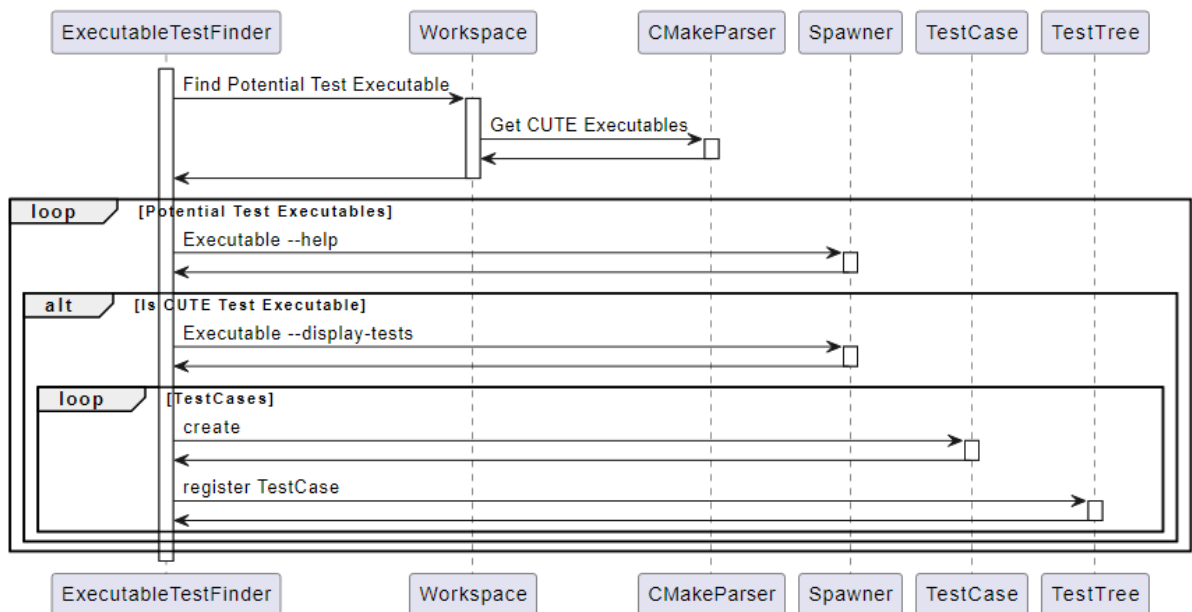 ExecutableTestFinder Workspace CMakeParser Spawner TestCase TestTree
Find Potential Test Executable
Get CUTE Executables
loop [Potential Test Executables]
Executable --help
alt [Is CUTE Test Executable]
Executable --display-tests
loop [TestCases]
create
register TestCase
ExecutableTestFinder Workspace CMakeParser Spawner TestCase TestTree